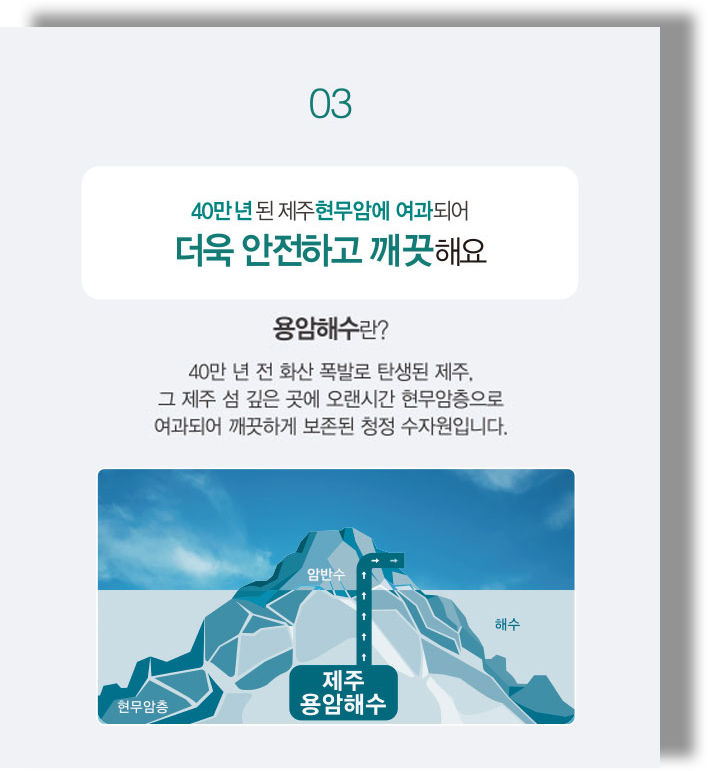 03
40만 년 된 제주현무암에 여과되어
더욱 안전하고 깨끗해요
용암해수란?
40만 년 전 화산 폭발로 탄생된 제주,
그 제주 섬 깊은 곳에 오랜시간 현무암층으로
여과되어 깨끗하게 보존된 청정 수자원입니다.
암반수
해수
제주
용암해수
현무암층